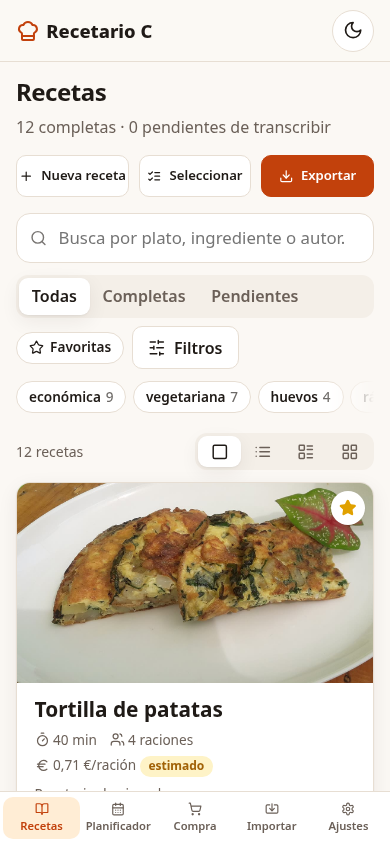 Recetario C
Recetas
12 completas · 0 pendientes de transcribir
Nueva receta Seleccionar Exportar
Busca por plato, ingrediente o autor.
Todas Completas Pendientes
Favoritas Filtros
económica 9 vegetariana 7 huevos 4
12 recetas
Tortilla de patatas
40 min 4 raciones
€ 0,71 €/ración estimado
Recetas Planificador Compra Importar Ajustes